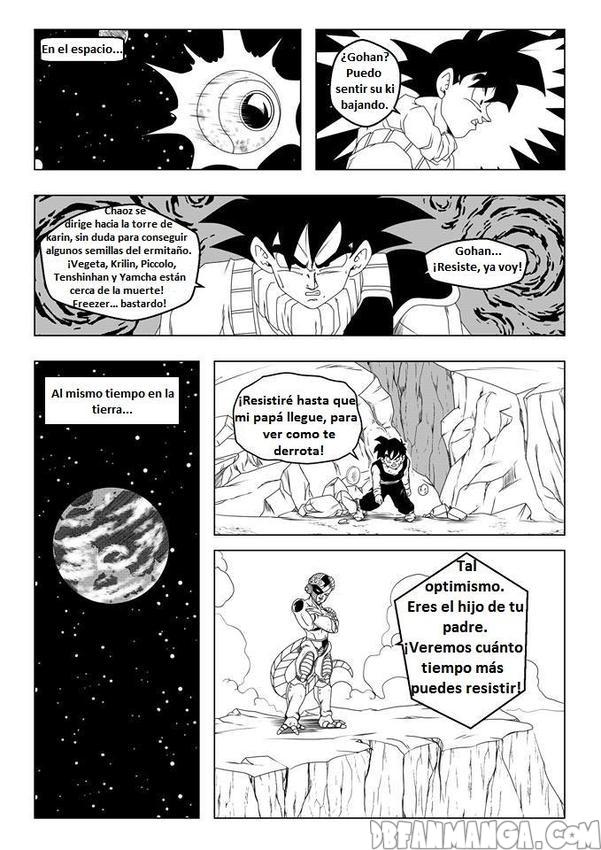 En el espacio...
¿Gohan?
Puedo
sentir su ki
bajando.
Chaoz se
dirige hacia la torre de
karin, sin duda para conseguir
algunos semillas del ermitaño.
¡Vegeta, Krilin, Piccolo,
Tenshinhan y Yamcha están
cerca de la muerte!
Freezer... bastardo!
Gohan...
¡Resiste, ya voy!
Al mismo tiempo en la
tierra...
¡Resistiré hasta que
mi papá llegue, para
ver como te
derrota!
Tal
optimismo.
Eres el hijo de tu
padre.
¡Veremos cuánto
tiempo más
puedes resistir!
DBFANMANGA.COM